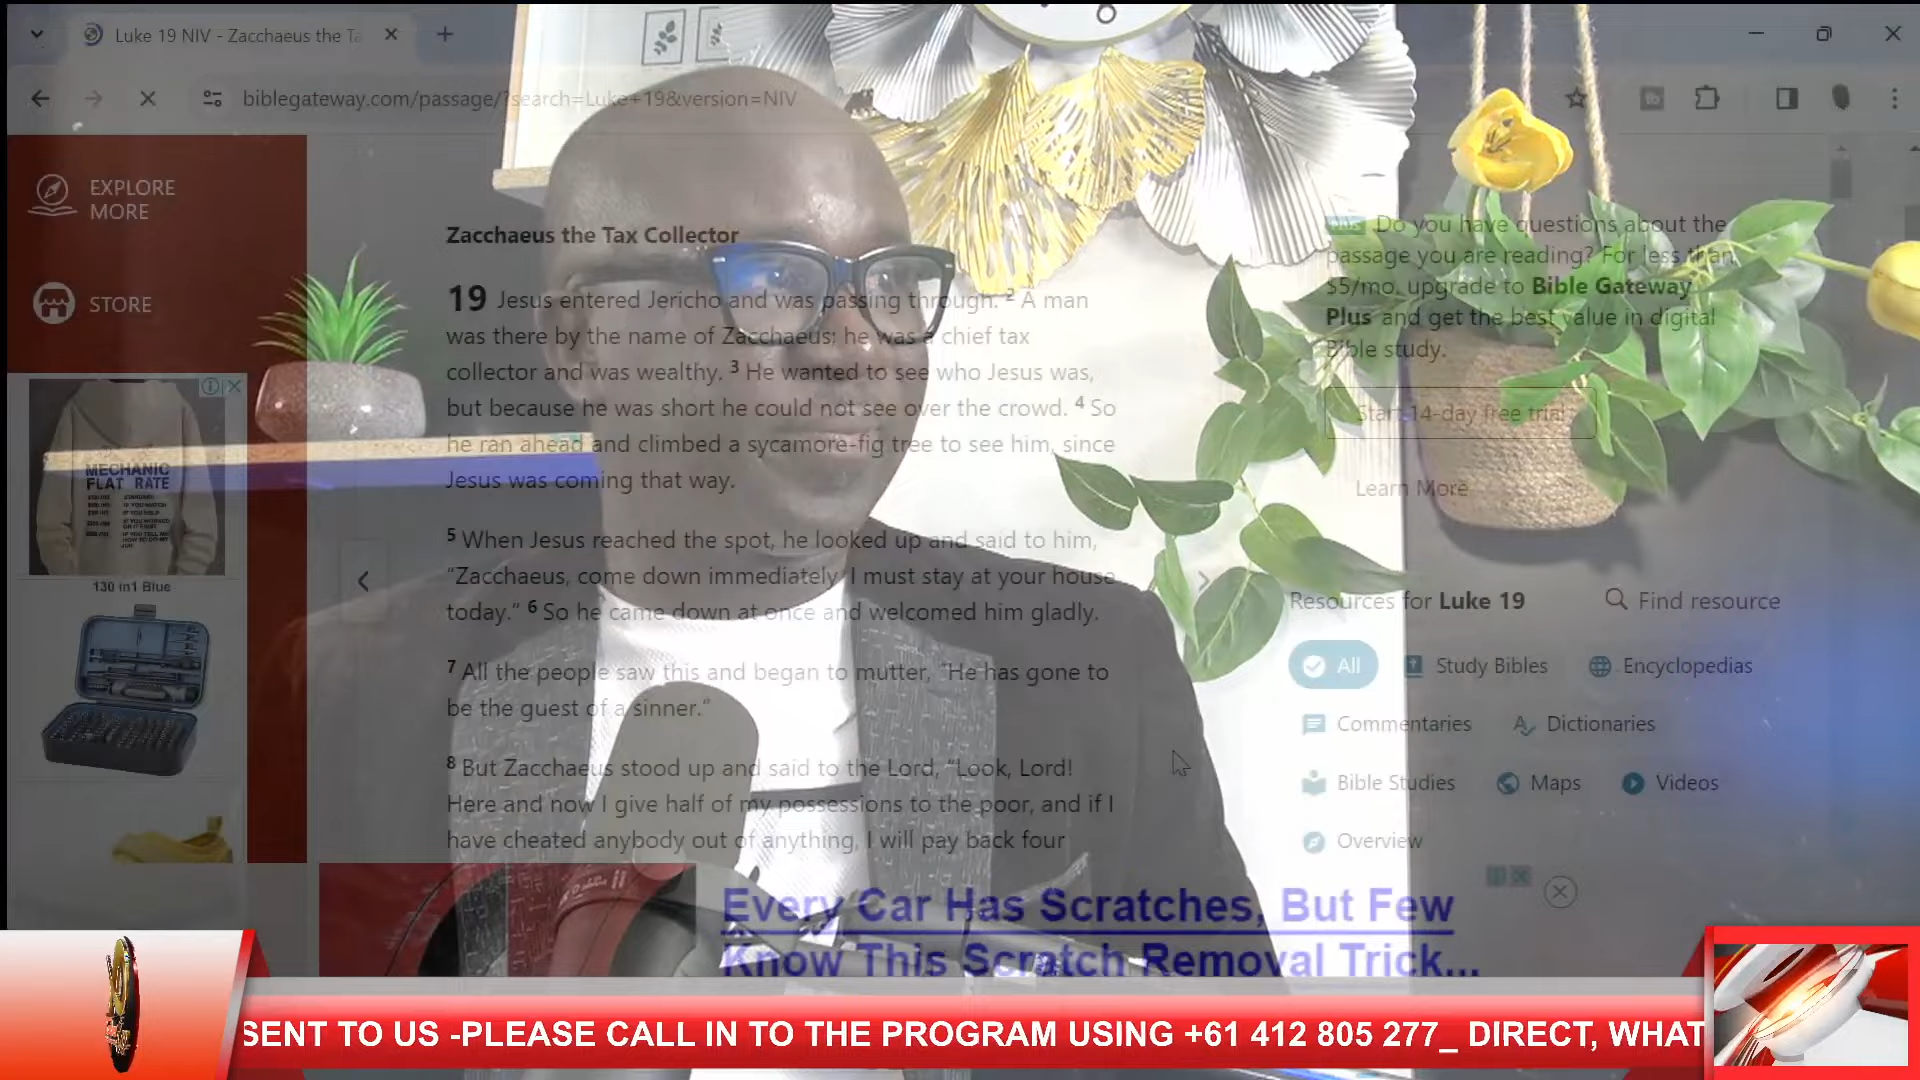 Luke 19 NIV - Zacchaeus the Ta
biblegateway.com/passage/?search=Luke+19&version=NIV
EXPLORE
MORE
STORE
MECHANIC
FLAT RATE
130 in1 Blue
Zacchaeus the Tax Collector
19 Jesus entered Jericho and was passing through. 2 A man
was there by the name of Zacchaeus; he was a chief tax
collector and was wealthy. 3 He wanted to see who Jesus was,
but because he was short he could not see over the crowd. 4 So
he ran ahead and climbed a sycamore-fig tree to see him, since
Jesus was coming that way.
5 When Jesus reached the spot, he looked up and said to him,
“Zacchaeus, come down immediately. I must stay at your house
today.” 6 So he came down at once and welcomed him gladly.
7 All the people saw this and began to mutter, “He has gone to
be the guest of a sinner.”
8 But Zacchaeus stood up and said to the Lord, “Look, Lord!
Here and now I give half of my possessions to the poor, and if I
have cheated anybody out of anything, I will pay back four
Do you have questions about the
passage you are reading? For less than
$5/mo, upgrade to Bible Gateway
Plus and get the best value in digital
Bible study.
Start 14-day free trial
Learn More
Resources for Luke 19
Find resource
All
Study Bibles
Encyclopedias
Commentaries
Dictionaries
Bible Studies
Maps
Videos
Overview
Every Car Has Scratches, But Few
Know This Scratch Removal Trick...
SENT TO US -PLEASE CALL IN TO THE PROGRAM USING +61 412 805 277_ DIRECT, WHAT